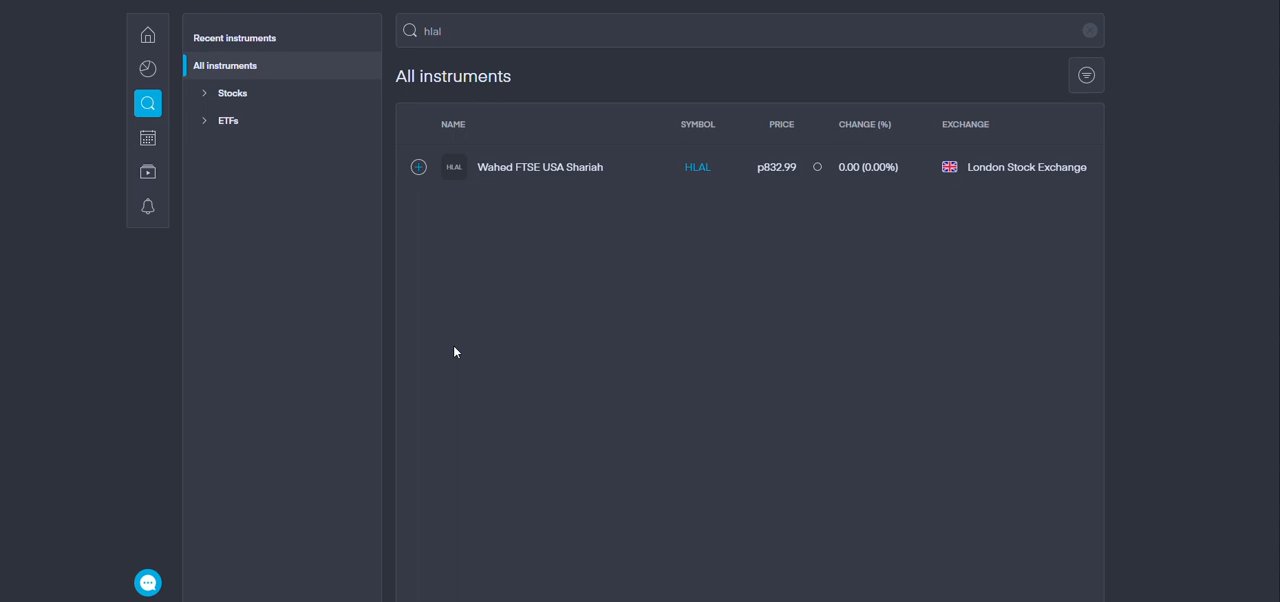 hlal
Recent instruments
All instruments
Stocks
ETFs
All instruments
NAME SYMBOL PRICE CHANGE (%) EXCHANGE
HLAL Wahed FTSE USA Shariah HLAL p832.99 0.00 (0.00%) London Stock Exchange